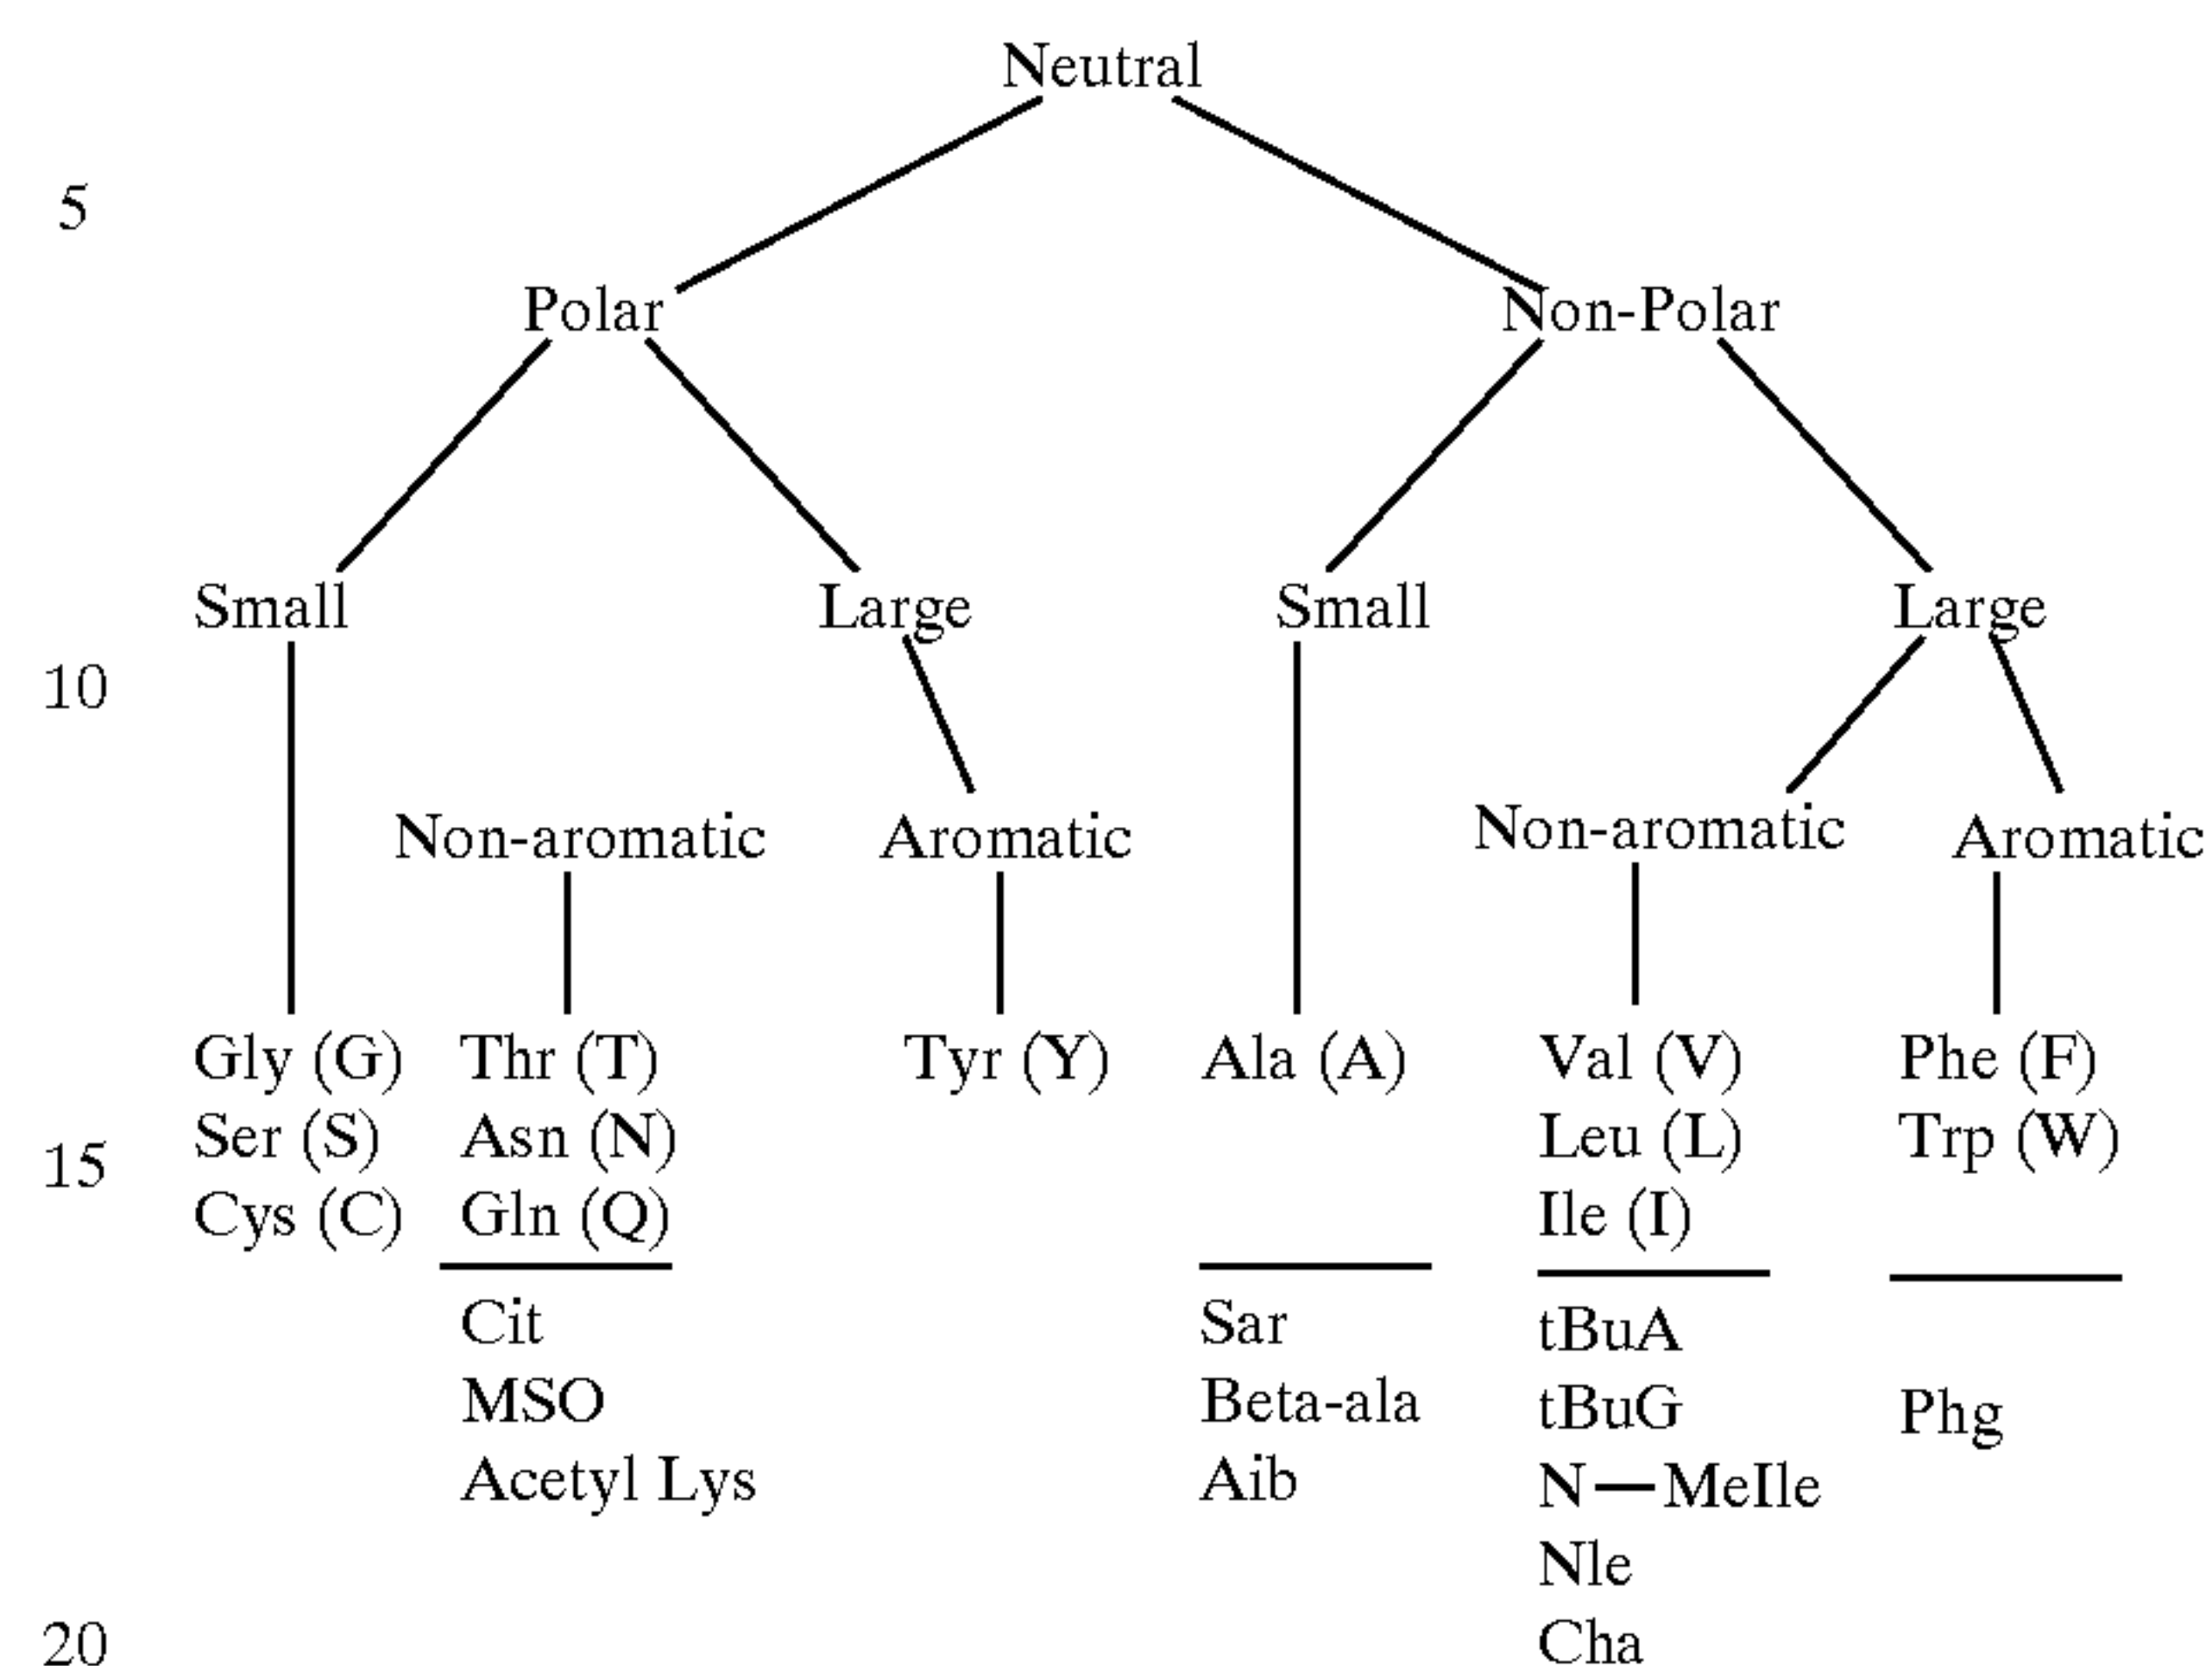 Neutral
5
Polar Non-Polar
Small Large Small Large
10
Non-aromatic Aromatic Non-aromatic Aromatic
Gly (G) Thr (T) Tyr (Y) Ala (A) Val (V) Phe (F)
Ser (S) Asn (N) Leu (L) Trp (W)
15
Cys (C) Gln (Q) Ile (I)
Cit Sar tBuA
MSO Beta-ala tBuG Phg
Acetyl Lys Aib N—MeIle
Nle
20 Cha